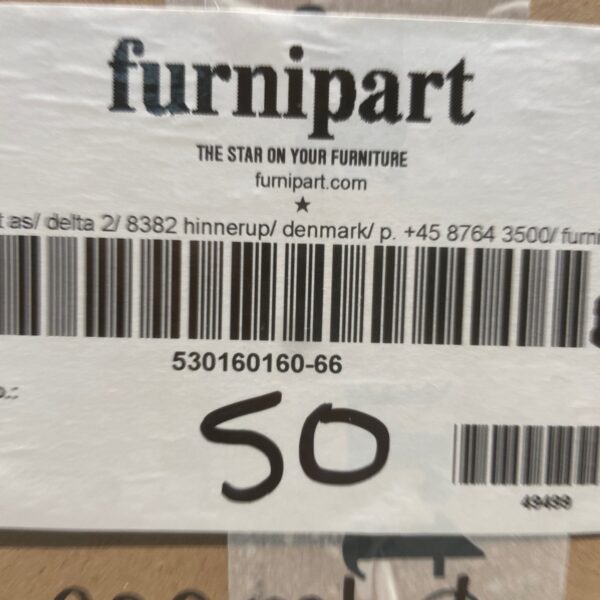 furnipart
THE STAR ON YOUR FURNITURE
furnipart.com
as/ delta 2/ 8382 hinnerup/ denmark/ p. +45 8764 3500/ furni
530160160-66
50